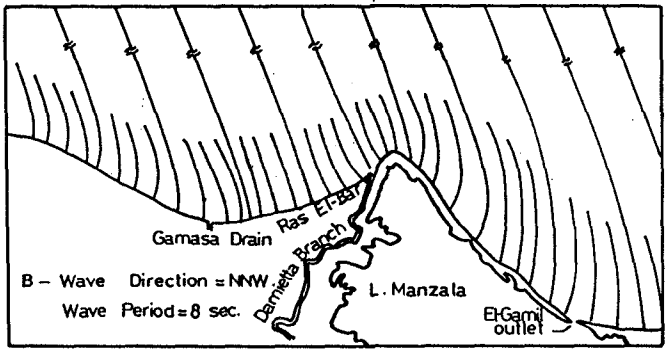 Ras El-Bar
Gamasa Drain
Damietta Branch
B - Wave Direction = NNW
Wave Period = 8 sec.
L. Manzala
El-Gamil
outlet